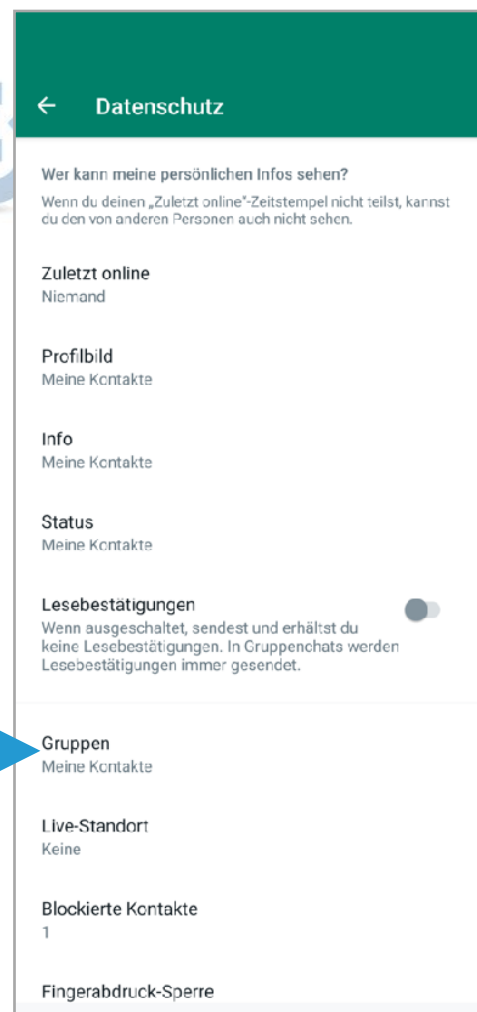 Datenschutz
Wer kann meine persönlichen Infos sehen?
Wenn du deinen „Zuletzt online"-Zeitstempel nicht teilst, kannst
du den von anderen Personen auch nicht sehen.
Zuletzt online
Niemand
Profilbild
Meine Kontakte
Info
Meine Kontakte
Status
Meine Kontakte
Lesebestätigungen
Wenn ausgeschaltet, sendest und erhältst du
keine Lesebestätigungen. In Gruppenchats werden
Lesebestätigungen immer gesendet.
Gruppen
Meine Kontakte
Live-Standort
Keine
Blockierte Kontakte
1
Fingerabdruck-Sperre